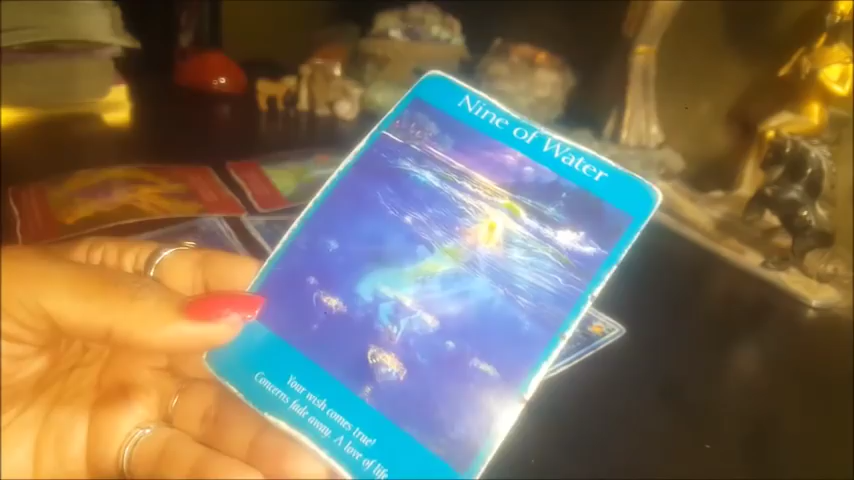 Nine of Water
Your wish comes true!
Concerns fade away. A love of life